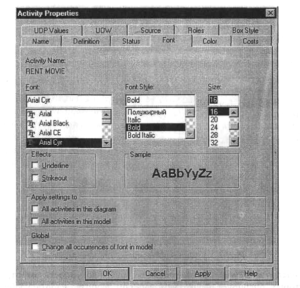 Activity Properties
UDP Values UOW Source Roles Box Style
Name Definition Status Font Color Costs
Activity Name:
RENT MOVIE
Font: Font Style: Size:
Arial Cyr Bold 16
Arial Полужирный 16
Arial Black Italic 20
Arial CE Bold 24
Arial Cyr Bold Italic 28
32
Effects Sample
Underline
Strikeout
AaBbYyZz
Apply settings to
All activities in this diagram
All activities in this model
Global
Change all occurrences of font in model
OK Cancel Apply Help